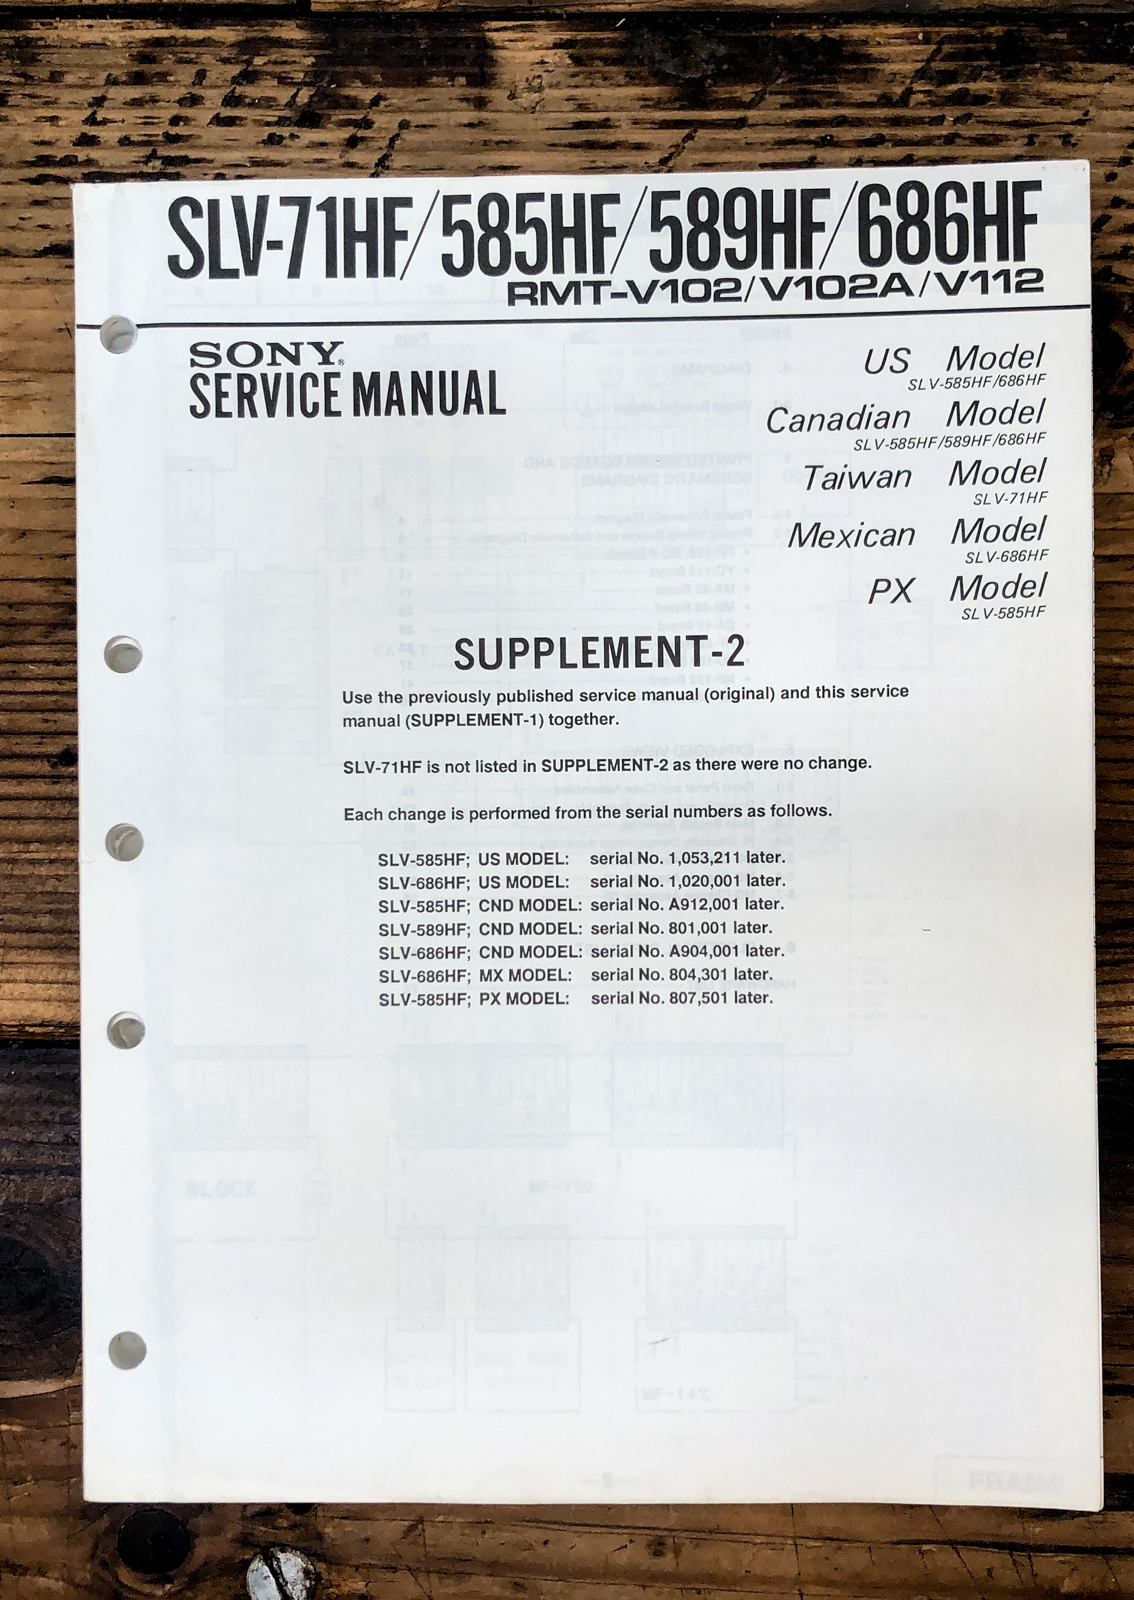 SLV-71HF/585HF/589HF/686HF
RMT-V102/V102A/V112
SONY®
SERVICE MANUAL
US Model
SLV-585HF/686HF
Canadian Model
SLV-585HF/589HF/686HF
Taiwan Model
SLV-71HF
Mexican Model
SLV-686HF
PX Model
SLV-585HF
SUPPLEMENT-2
Use the previously published service manual (original) and this service
manual (SUPPLEMENT-1) together.
SLV-71HF is not listed in SUPPLEMENT-2 as there were no change.
Each change is performed from the serial numbers as follows.
SLV-585HF; US MODEL: serial No. 1,053,211 later.
SLV-686HF; US MODEL: serial No. 1,020,001 later.
SLV-585HF; CND MODEL: serial No. A912,001 later.
SLV-589HF; CND MODEL: serial No. 801,001 later.
SLV-686HF; CND MODEL: serial No. A904,001 later.
SLV-686HF; MX MODEL: serial No. 804,301 later.
SLV-585HF; PX MODEL: serial No. 807,501 later.